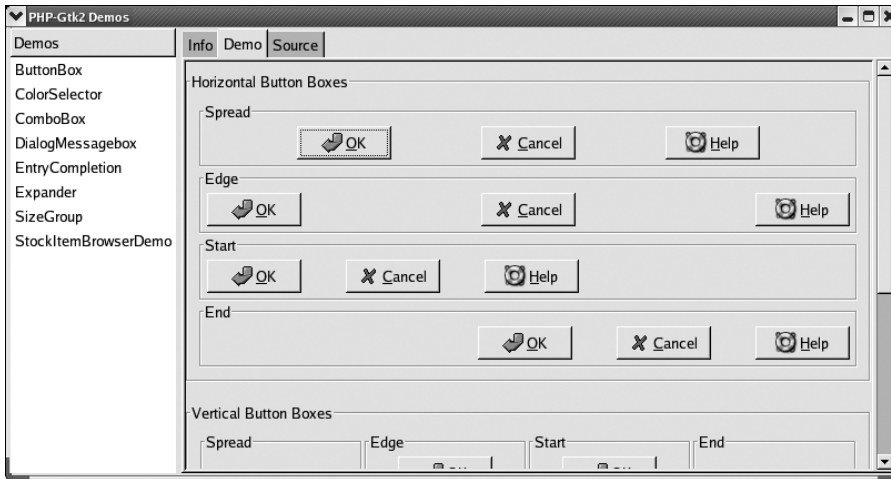 PHP-Gtk2 Demos
Demos
ButtonBox
ColorSelector
ComboBox
DialogMessagebox
EntryCompletion
Expander
SizeGroup
StockItemBrowserDemo
Info Demo Source
Horizontal Button Boxes
Spread
OK Cancel Help
Edge
OK Cancel Help
Start
OK Cancel Help
End
OK Cancel Help
Vertical Button Boxes
Spread Edge Start End